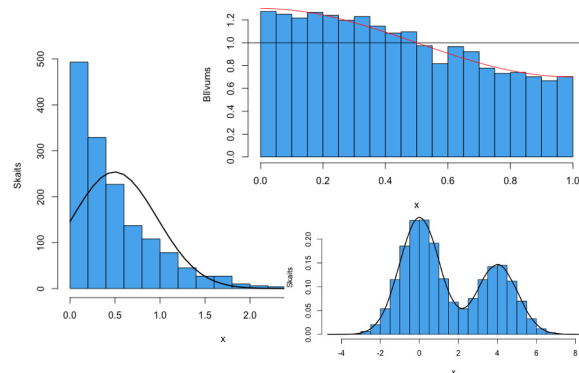 Skaits
0 100 200 300 400 500
0.0 0.5 1.0 1.5 2.0
x
Blīvums
0.0 0.2 0.4 0.6 0.8 1.0 1.2
0.0 0.2 0.4 0.6 0.8 1.0
x
Skaits
0.00 0.05 0.10 0.15 0.20
-4 -2 0 2 4 6 8
x